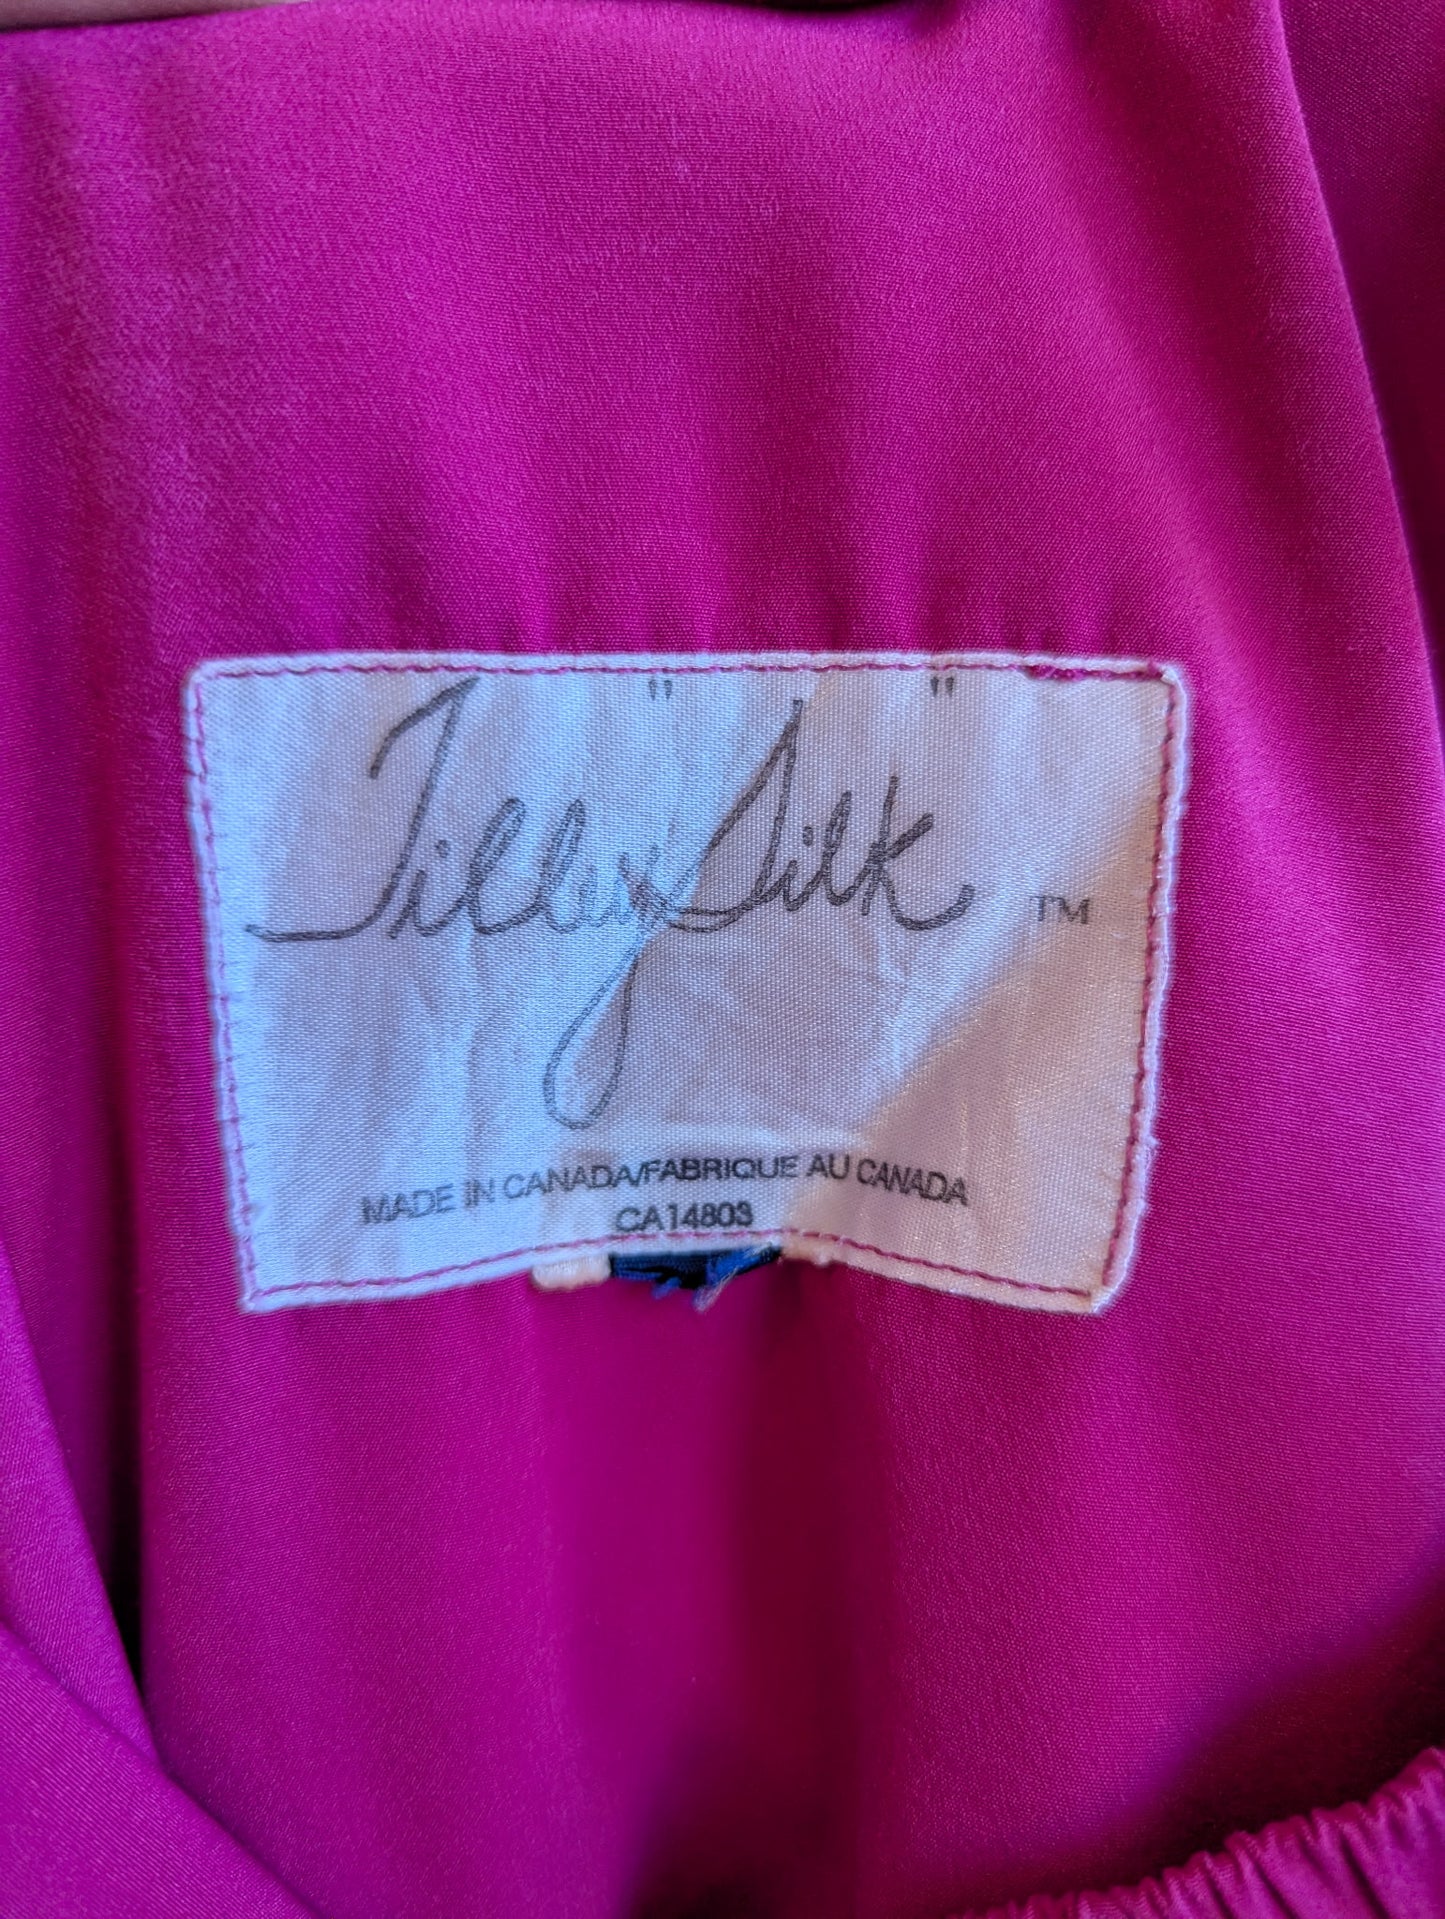 Tilley "Silk" TM
MADE IN CANADA/FABRIQUE AU CANADA
CA14803